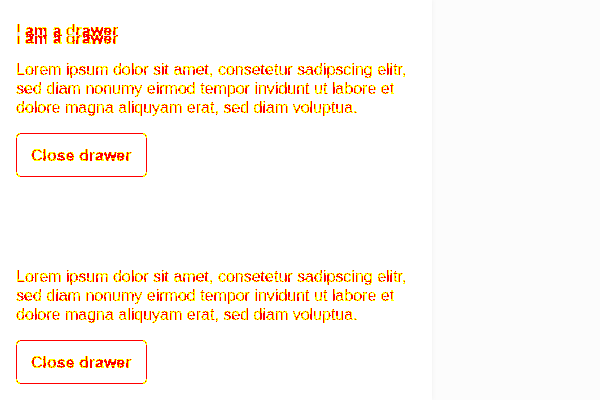 I am a drawer
I am a drawer
Lorem ipsum dolor sit amet, consetetur sadipscing elitr,
sed diam nonumy eirmod tempor invidunt ut labore et
dolore magna aliquyam erat, sed diam voluptua.
Close drawer
Lorem ipsum dolor sit amet, consetetur sadipscing elitr,
sed diam nonumy eirmod tempor invidunt ut labore et
dolore magna aliquyam erat, sed diam voluptua.
Close drawer